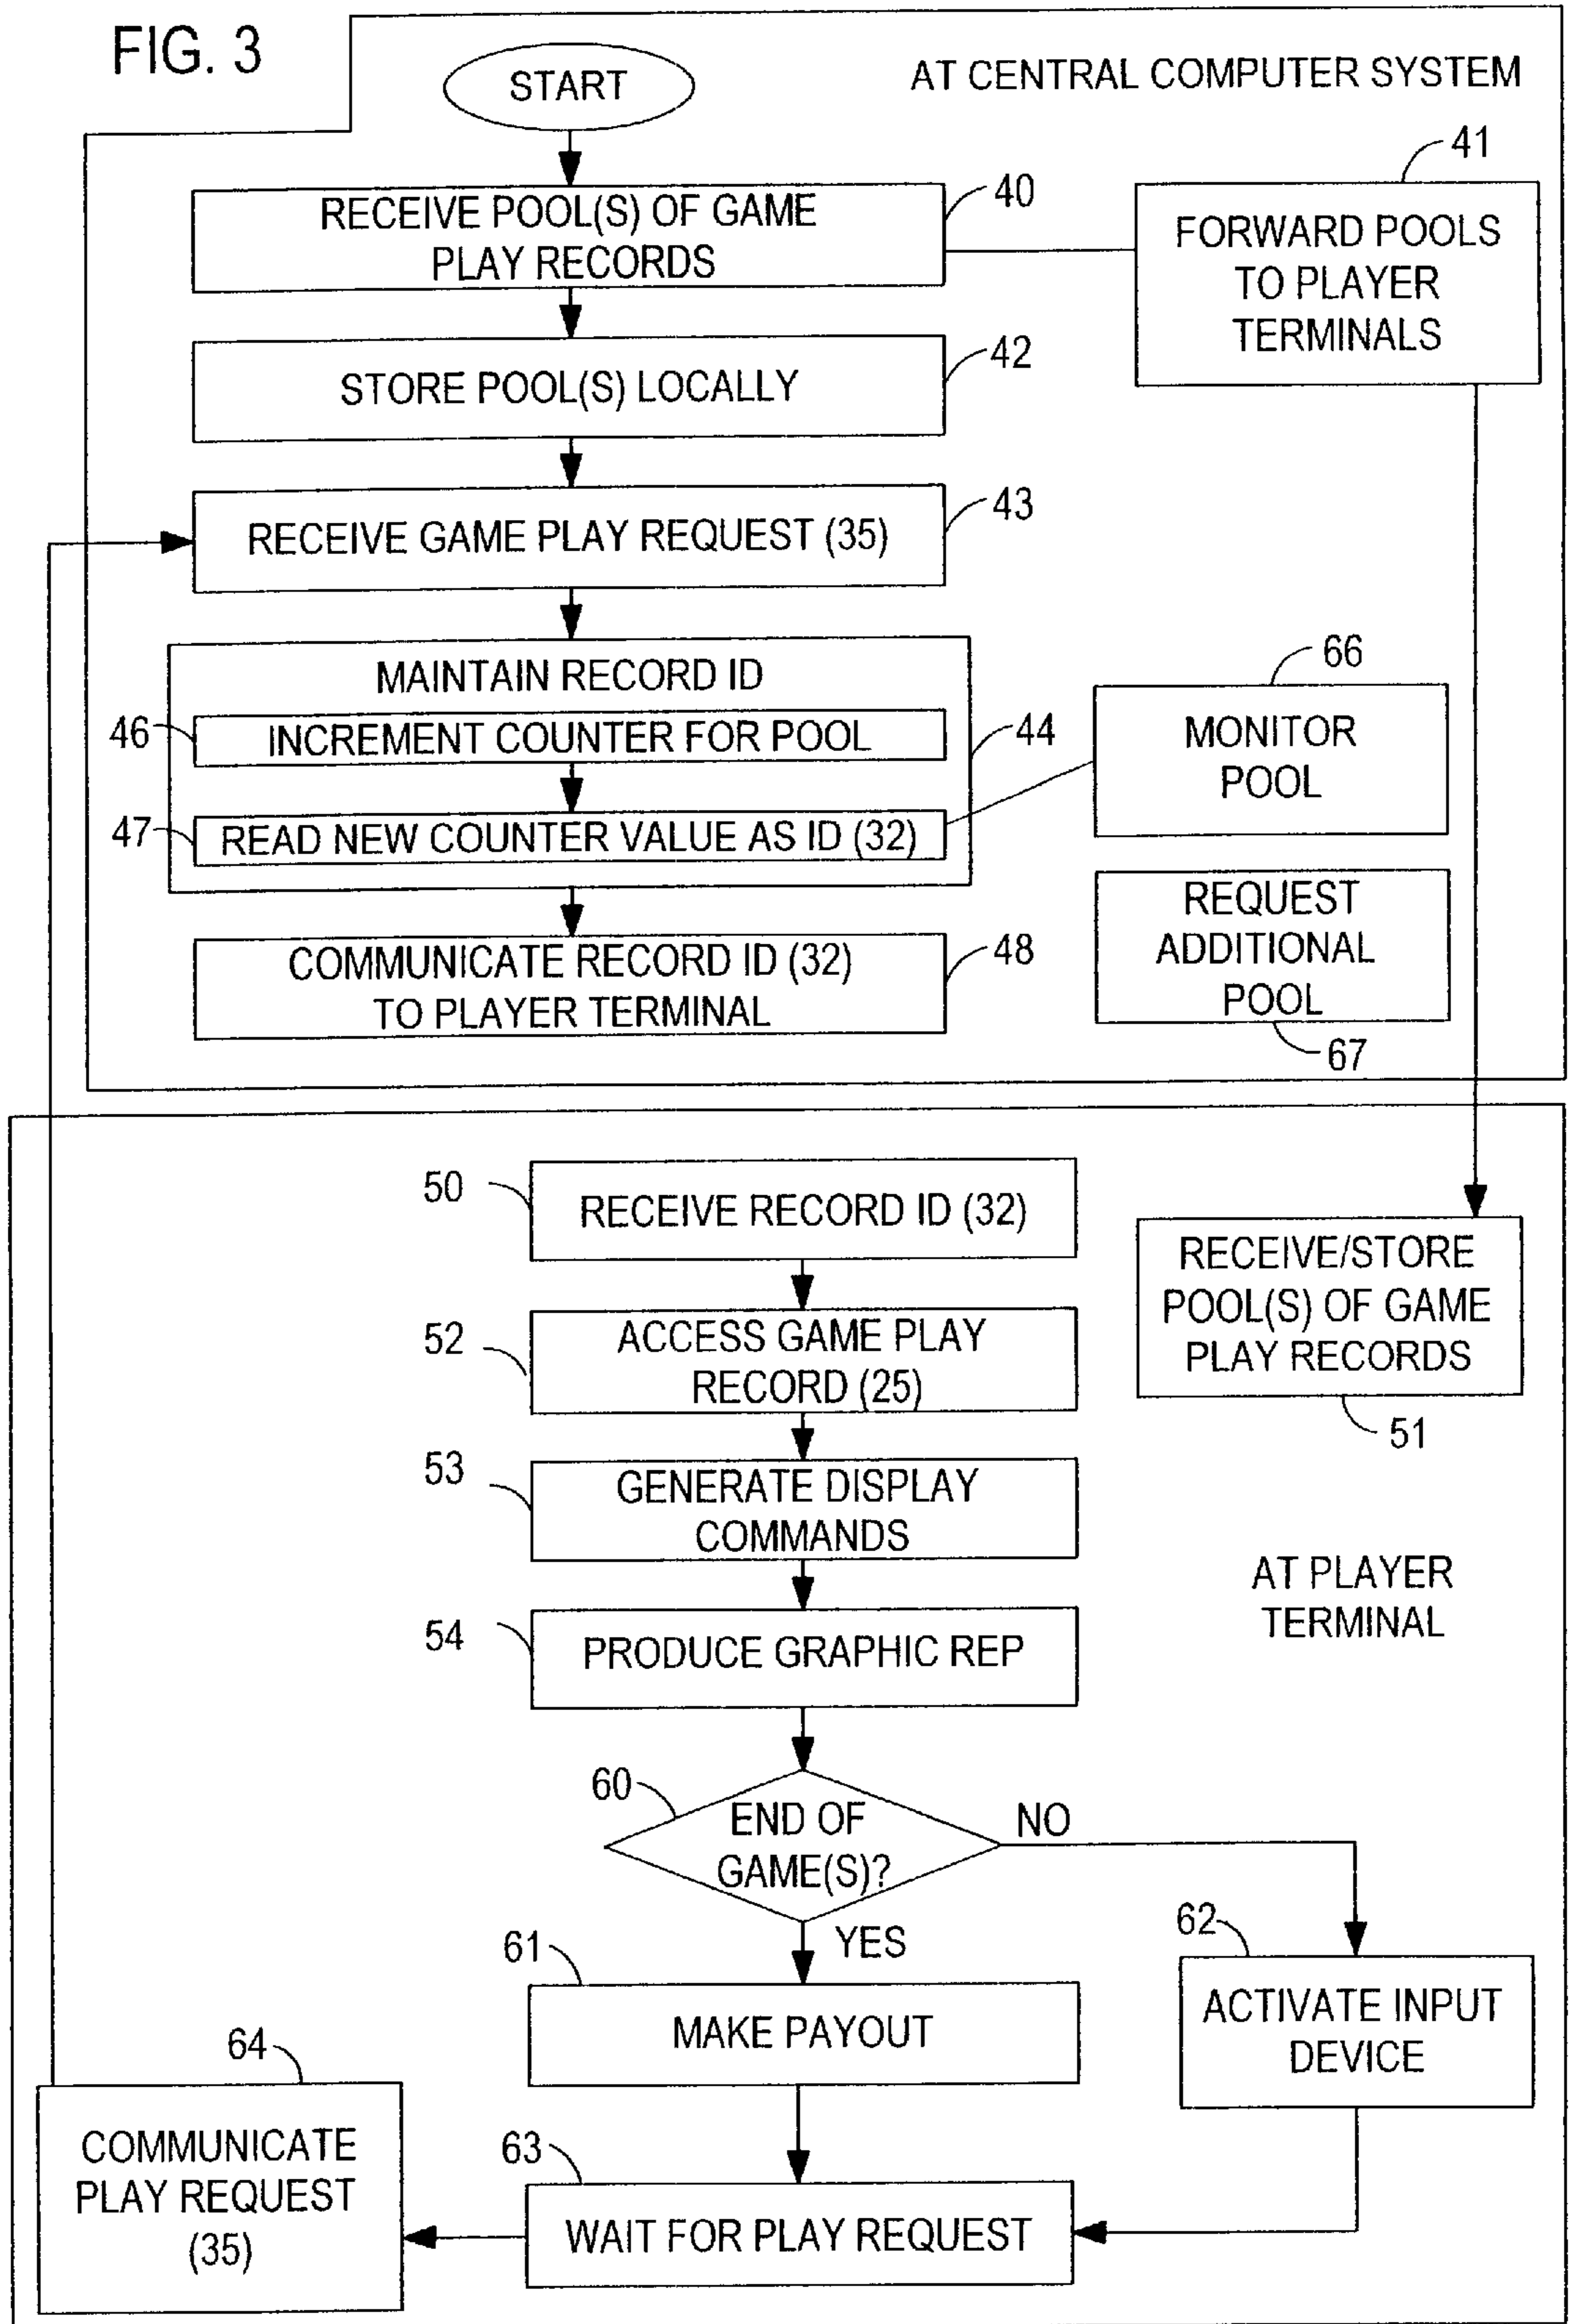 FIG. 3
START
AT CENTRAL COMPUTER SYSTEM
RECEIVE POOL(S) OF GAME
PLAY RECORDS
40
41
FORWARD POOLS
TO PLAYER
TERMINALS
STORE POOL(S) LOCALLY
42
RECEIVE GAME PLAY REQUEST (35)
43
MAINTAIN RECORD ID
46
INCREMENT COUNTER FOR POOL
44
47
READ NEW COUNTER VALUE AS ID (32)
66
MONITOR
POOL
COMMUNICATE RECORD ID (32)
TO PLAYER TERMINAL
48
REQUEST
ADDITIONAL
POOL
67
50
RECEIVE RECORD ID (32)
RECEIVE/STORE
POOL(S) OF GAME
PLAY RECORDS
51
52
ACCESS GAME PLAY
RECORD (25)
53
GENERATE DISPLAY
COMMANDS
AT PLAYER
TERMINAL
54
PRODUCE GRAPHIC REP
60
END OF
GAME(S)?
NO
YES
61
MAKE PAYOUT
62
ACTIVATE INPUT
DEVICE
63
WAIT FOR PLAY REQUEST
64
COMMUNICATE
PLAY REQUEST
(35)